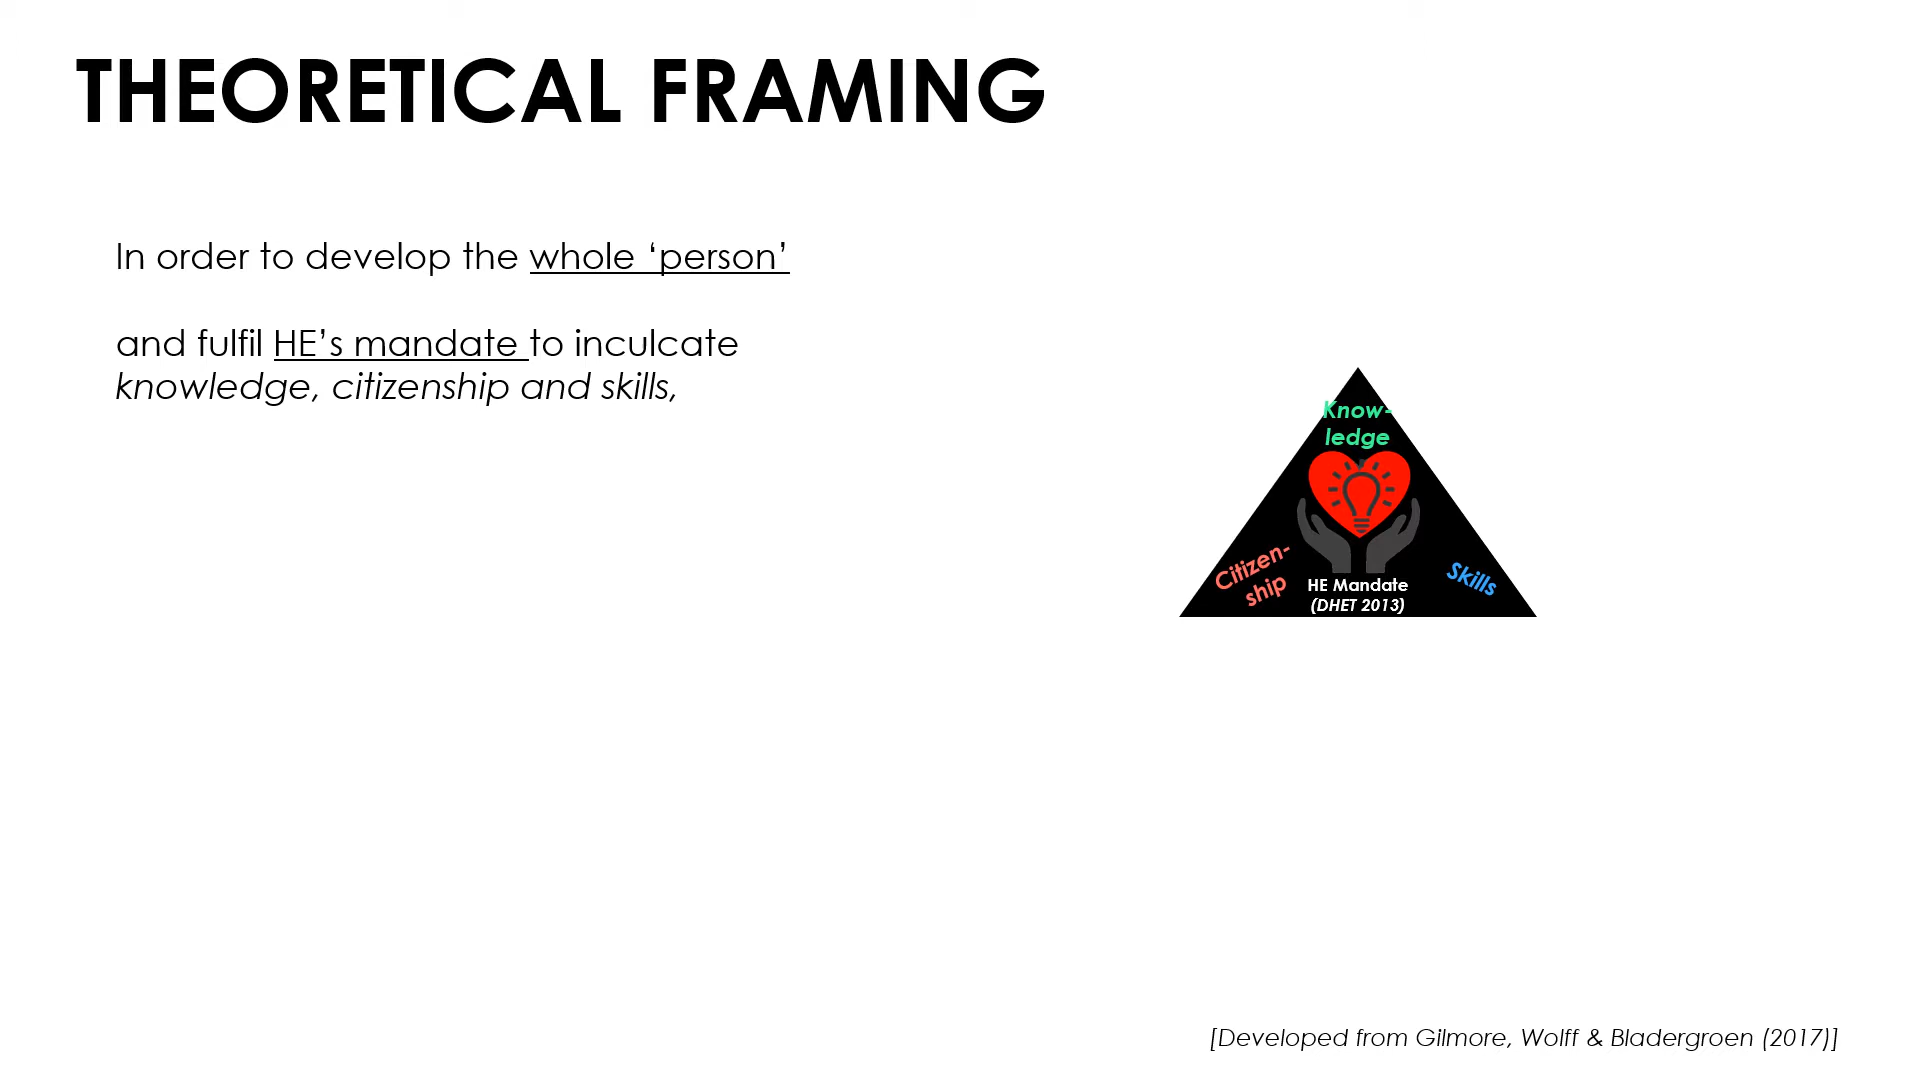 THEORETICAL FRAMING
In order to develop the whole ‘person’
and fulfil HE’s mandate to inculcate
knowledge, citizenship and skills,
Know-
ledge
Citizen-
ship
HE Mandate
(DHET 2013)
Skills
[Developed from Gilmore, Wolff & Bladergroen (2017)]